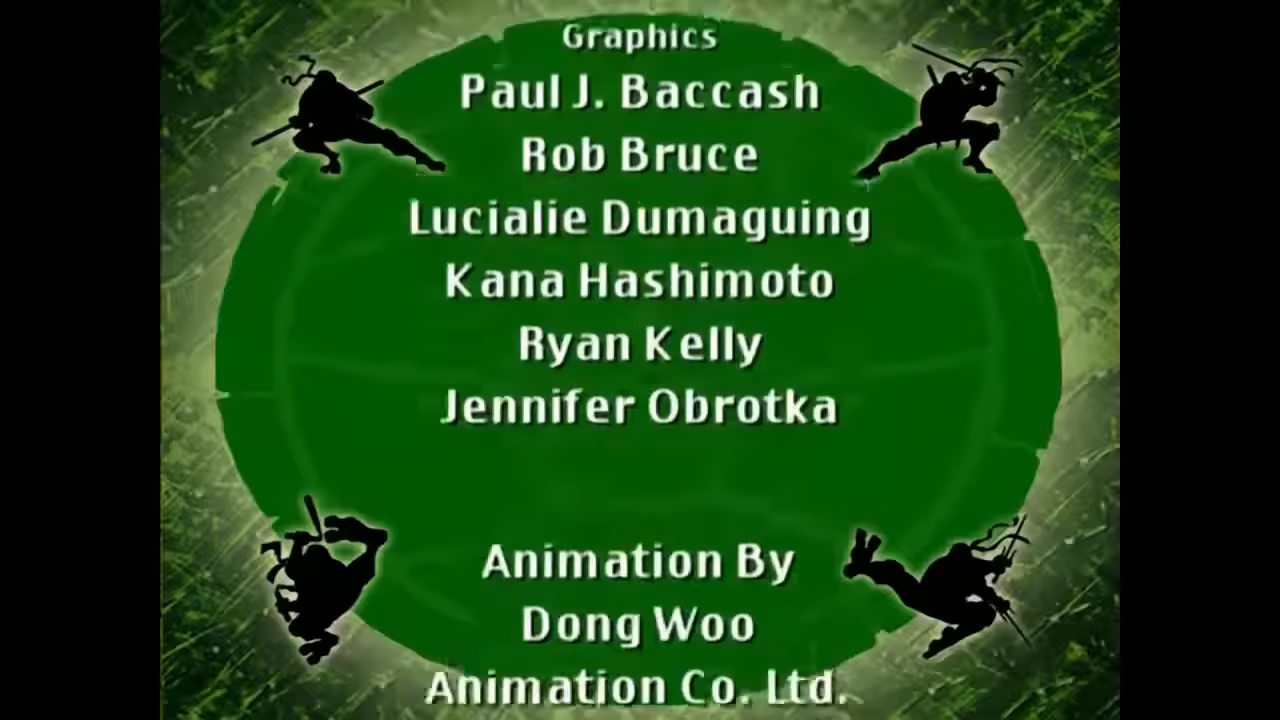 Graphics
Paul J. Baccash
Rob Bruce
Lucialie Dumaguing
Kana Hashimoto
Ryan Kelly
Jennifer Obrotka
Animation By
Dong Woo
Animation Co. Ltd.